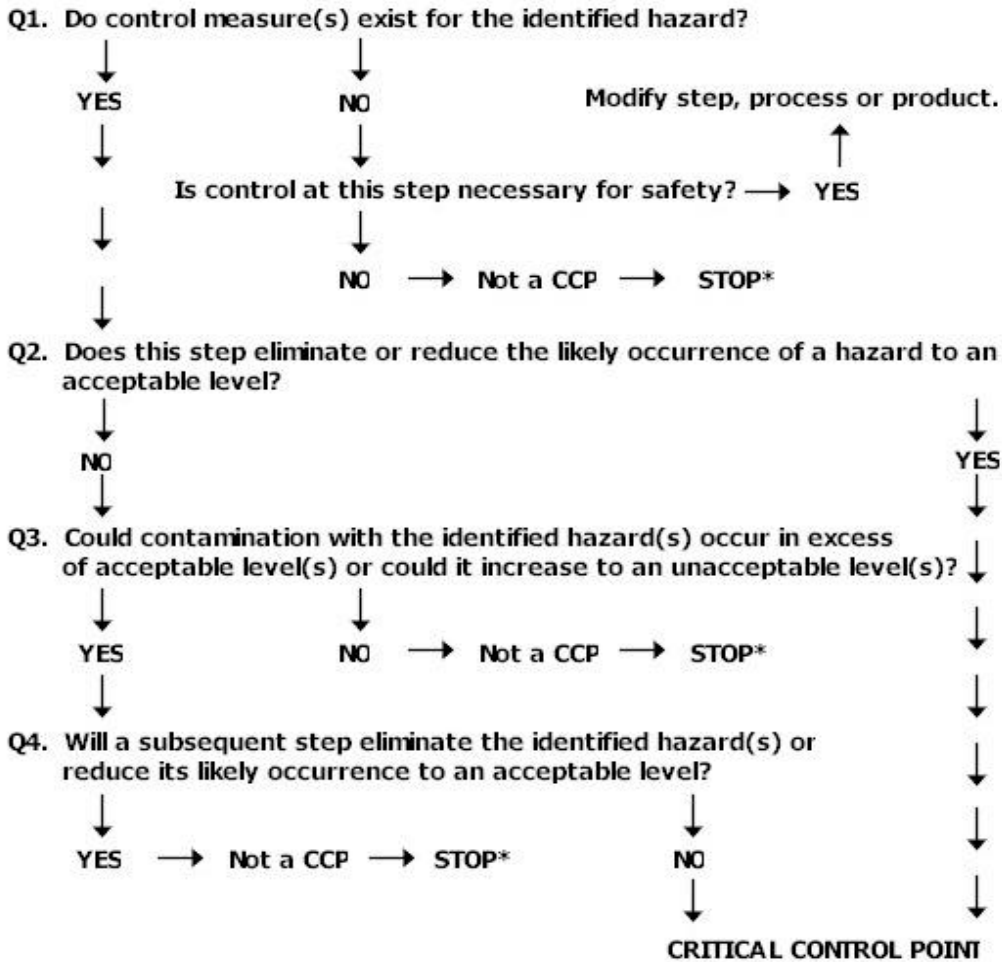 Q1. Do control measure(s) exist for the identified hazard?
YES NO Modify step, process or product.
Is control at this step necessary for safety? YES
NO Not a CCP STOP*
Q2. Does this step eliminate or reduce the likely occurrence of a hazard to an
acceptable level?
NO YES
Q3. Could contamination with the identified hazard(s) occur in excess
of acceptable level(s) or could it increase to an unacceptable level(s)?
YES NO Not a CCP STOP*
Q4. Will a subsequent step eliminate the identified hazard(s) or
reduce its likely occurrence to an acceptable level?
YES Not a CCP STOP* NO
CRITICAL CONTROL POINT